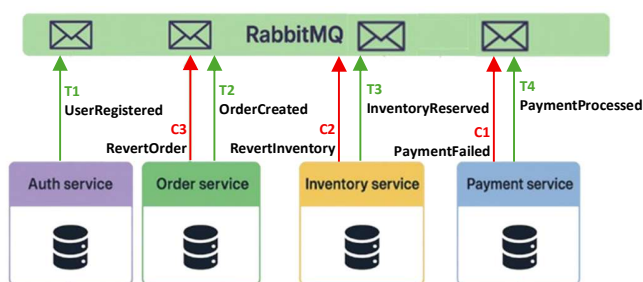 RabbitMQ
T1
UserRegistered
C3
RevertOrder
T2
OrderCreated
C2
RevertInventory
T3
InventoryReserved
C1
PaymentFailed
T4
PaymentProcessed
Auth service
Order service
Inventory service
Payment service